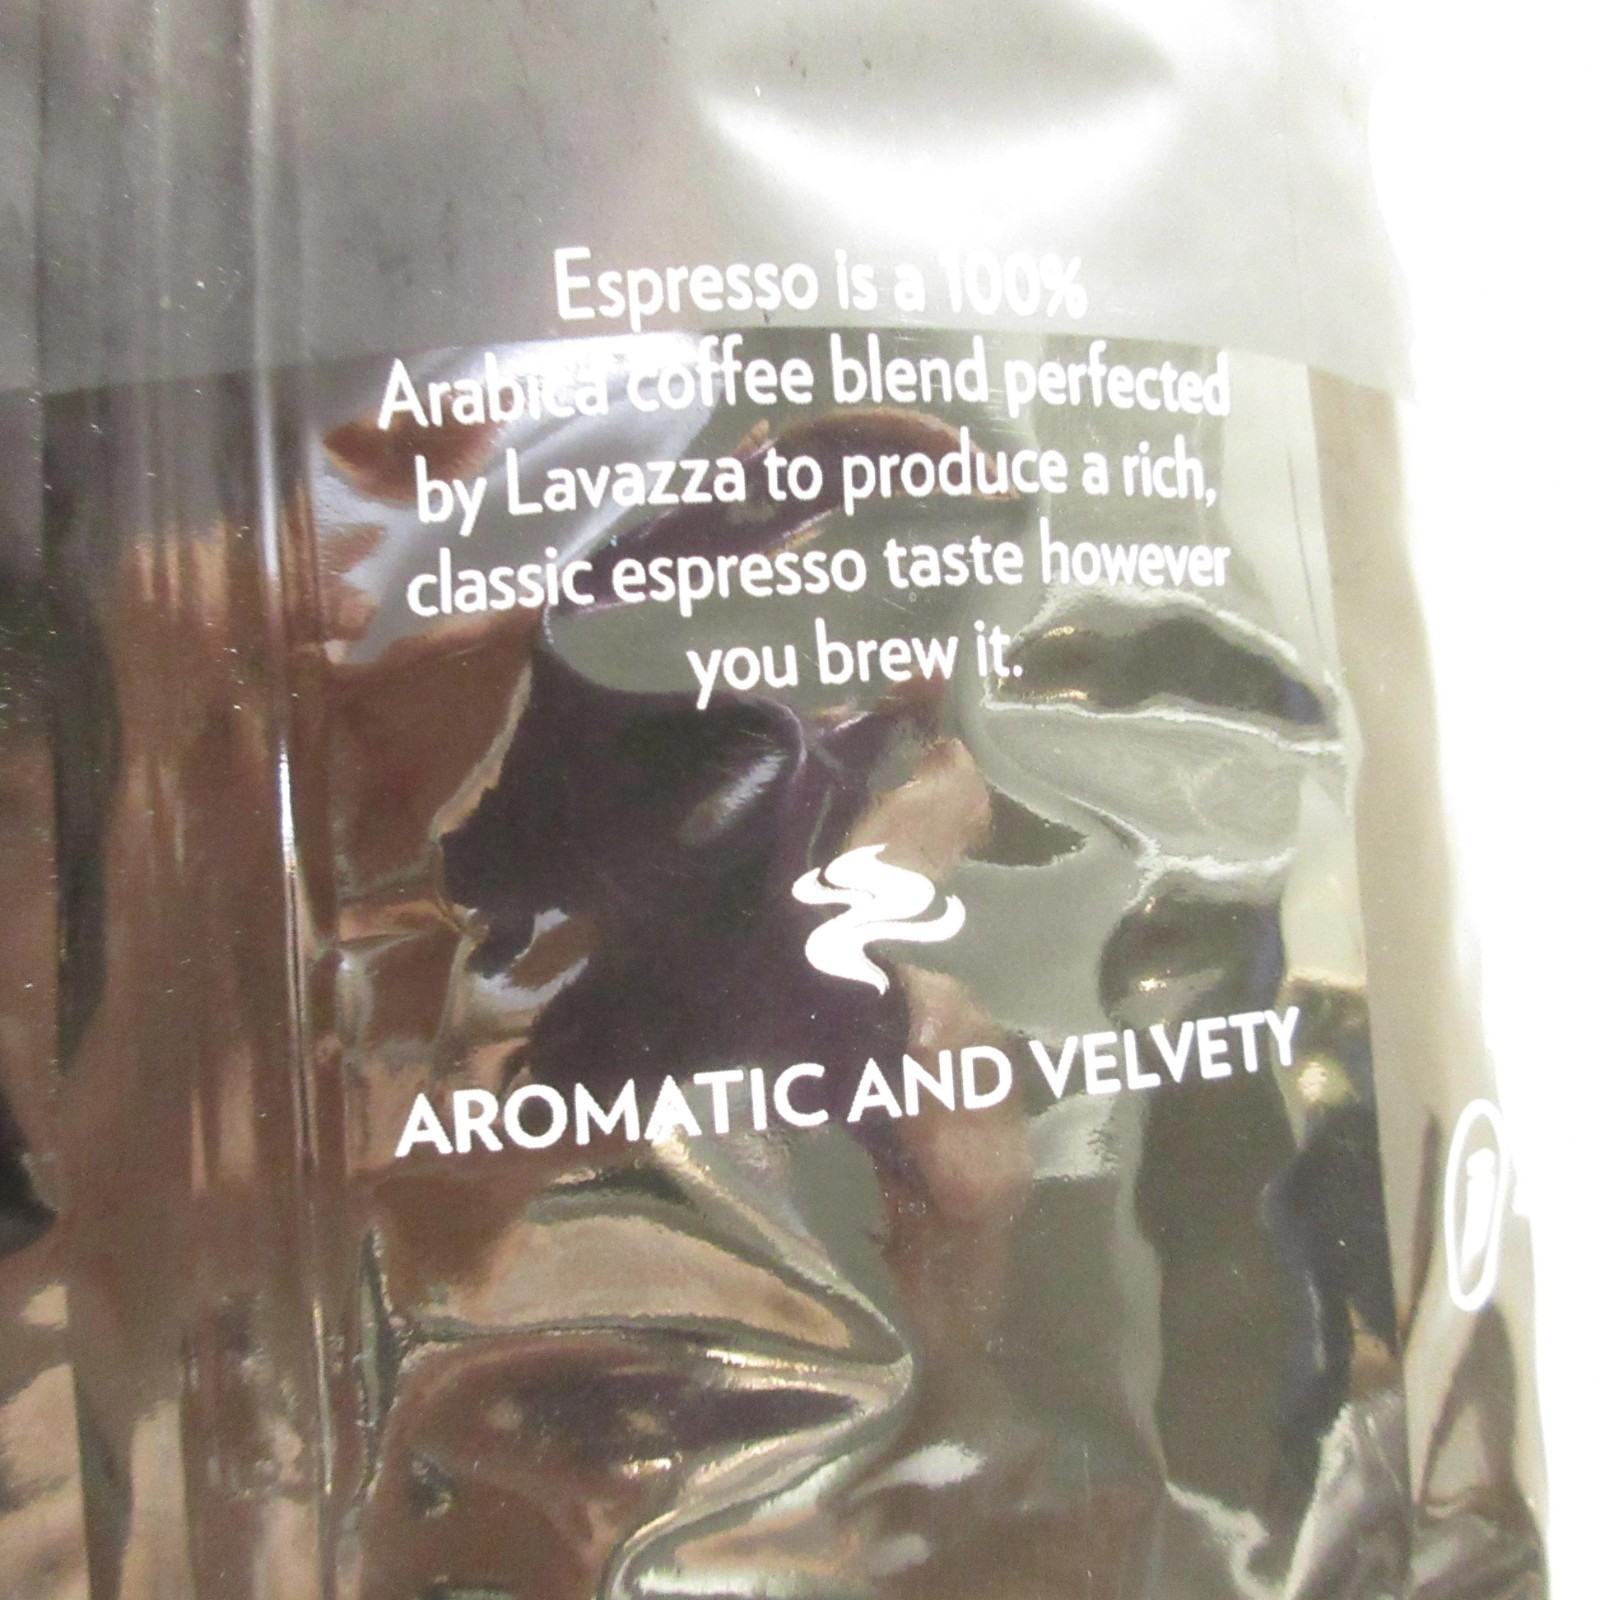 Espresso is a 100%
Arabica coffee blend perfected
by Lavazza to produce a rich,
classic espresso taste however
you brew it.
AROMATIC AND VELVETY